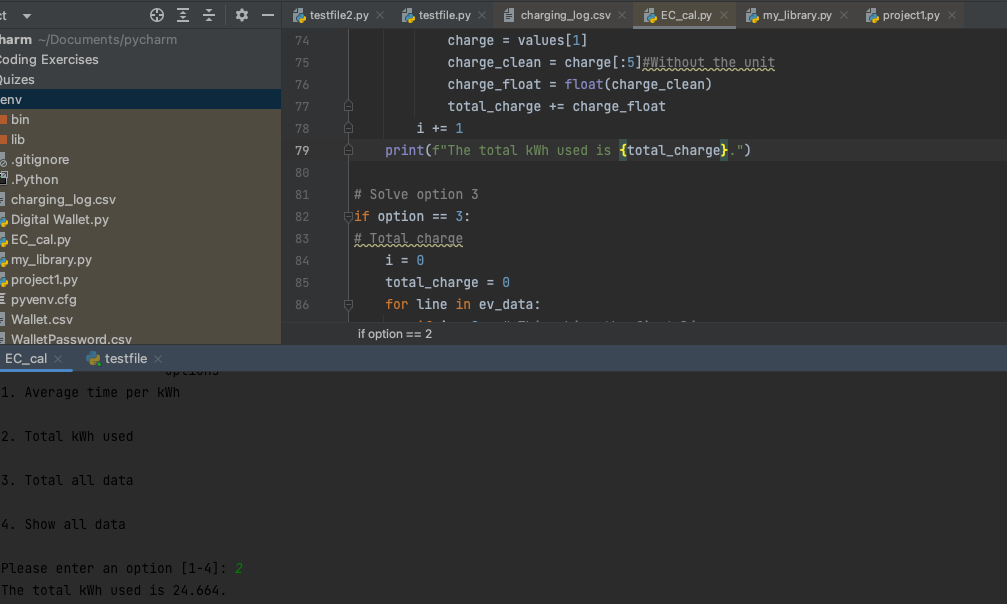 testfile2.py
testfile.py
charging_log.csv
EC_cal.py
my_library.py
project1.py
harm ~/Documents/pycharm
Coding Exercises
Quizes
env
bin
lib
.gitignore
.Python
charging_log.csv
Digital Wallet.py
EC_cal.py
my_library.py
project1.py
pyvenv.cfg
Wallet.csv
WalletPassword.csv
74 charge = values[1]
75 charge_clean = charge[:5]#Without the unit
76 charge_float = float(charge_clean)
77 total_charge += charge_float
78 i += 1
79 print(f"The total kWh used is {total_charge}.")
80
81 # Solve option 3
82 if option == 3:
83 # Total charge
84 i = 0
85 total_charge = 0
86 for line in ev_data:
if option == 2
EC_cal
testfile
options
1. Average time per kWh
2. Total kWh used
3. Total all data
4. Show all data
Please enter an option [1-4]: 2
The total kWh used is 24.664.